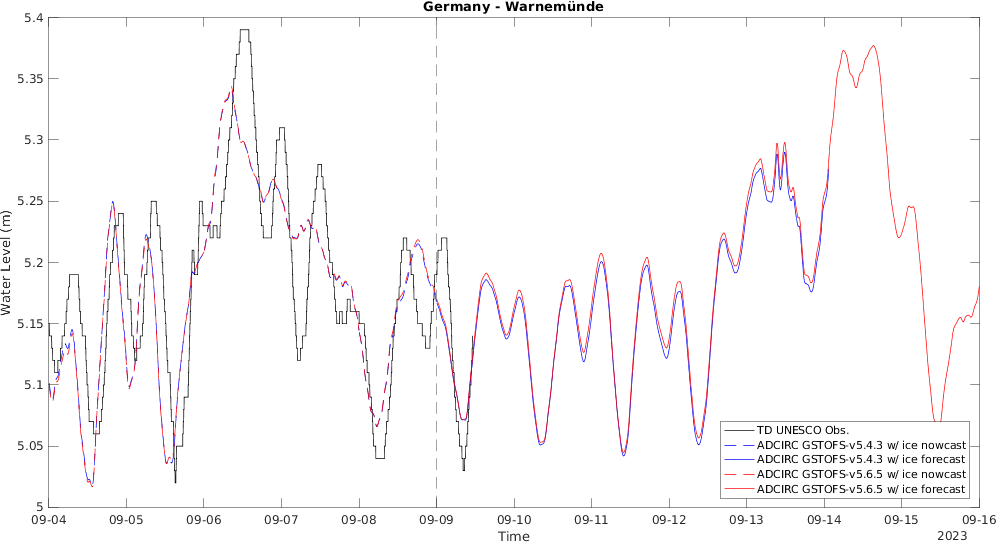 Germany - Warnemünde
5.4
5.35
5.3
5.25
5.2
5.15
5.1
5.05
5
Water Level (m)
TD UNESCO Obs.
ADCIRC GSTOFS-v5.4.3 w/ ice nowcast
ADCIRC GSTOFS-v5.4.3 w/ ice forecast
ADCIRC GSTOFS-v5.6.5 w/ ice nowcast
ADCIRC GSTOFS-v5.6.5 w/ ice forecast
09-04 09-05 09-06 09-07 09-08 09-09 09-10 09-11 09-12 09-13 09-14 09-15 09-16
Time
2023